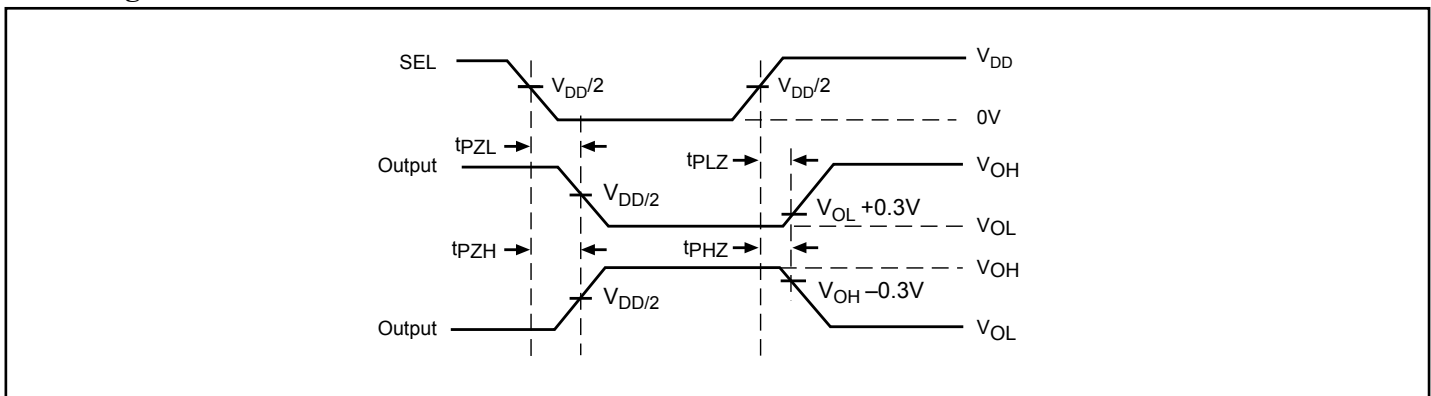 SEL
V_DD/2
V_DD/2
V_DD
0V
tPZL
Output
V_DD/2
tPLZ
V_OL +0.3V
V_OH
V_OL
tPZH
V_DD/2
tPHZ
V_OH –0.3V
V_OH
Output
V_OL